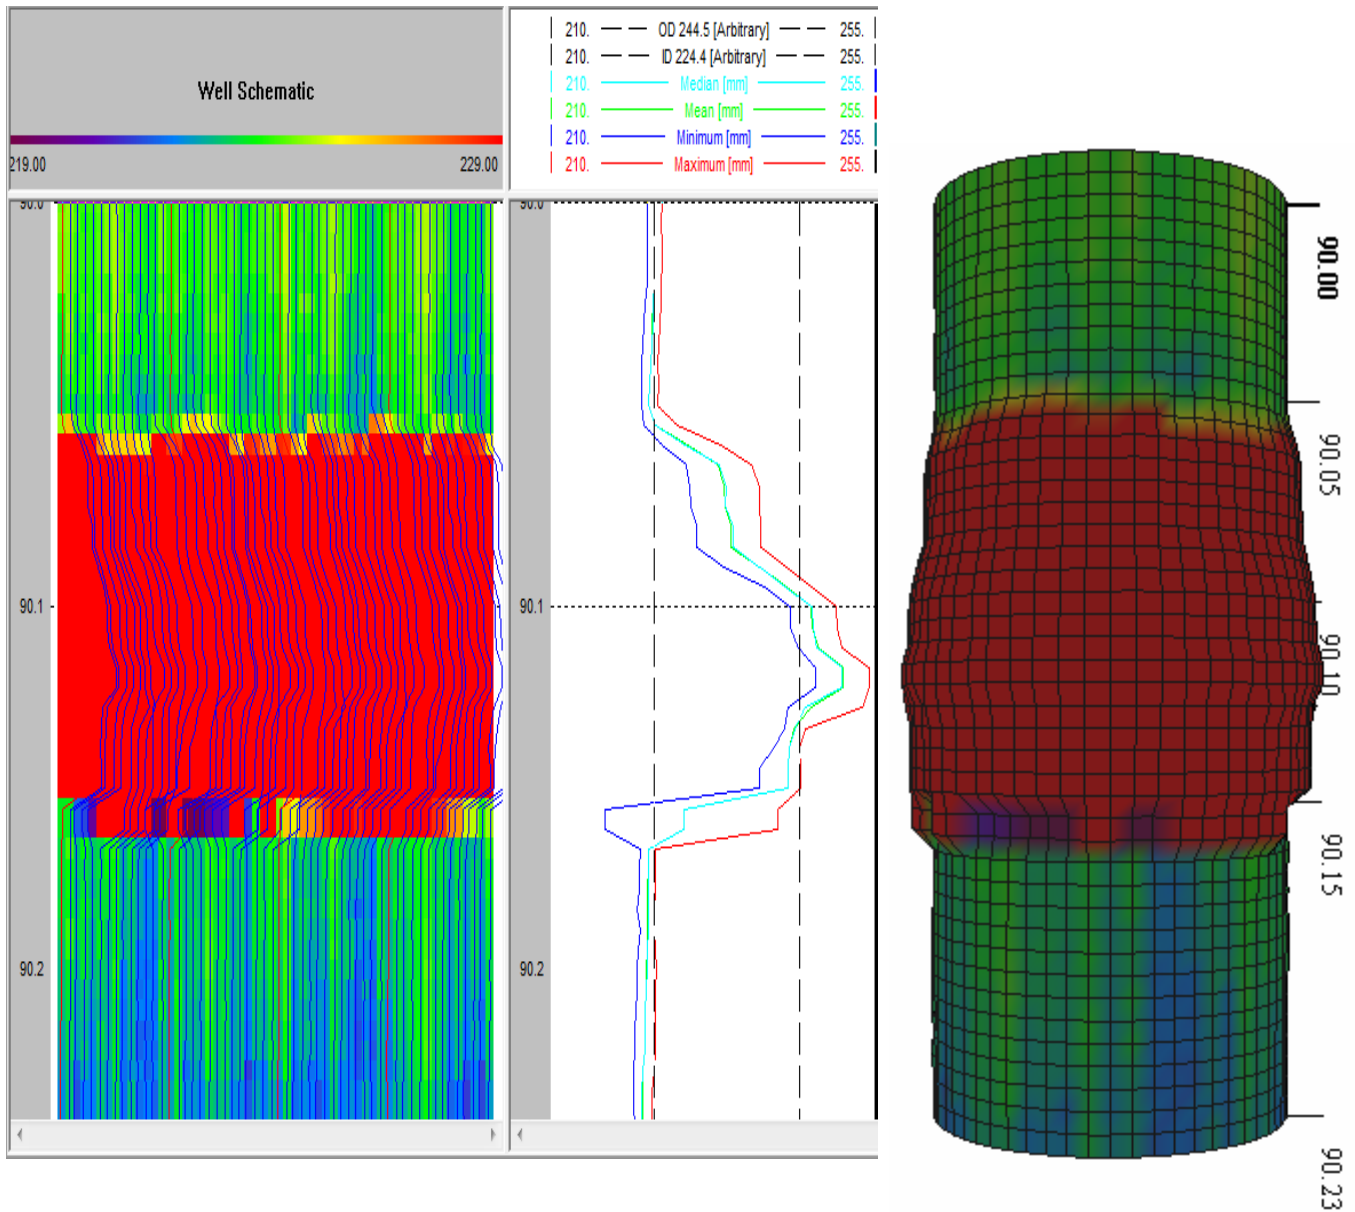 Well Schematic
219.00 229.00
210. OD 244.5 [Arbitrary] 255.
210. ID 224.4 [Arbitrary] 255.
210. Median [mm] 255.
210. Mean [mm] 255.
210. Minimum [mm] 255.
210. Maximum [mm] 255.
90.0 90.0
90.1 90.1
90.2 90.2
90.00
90.05
90.10
90.15
90.23